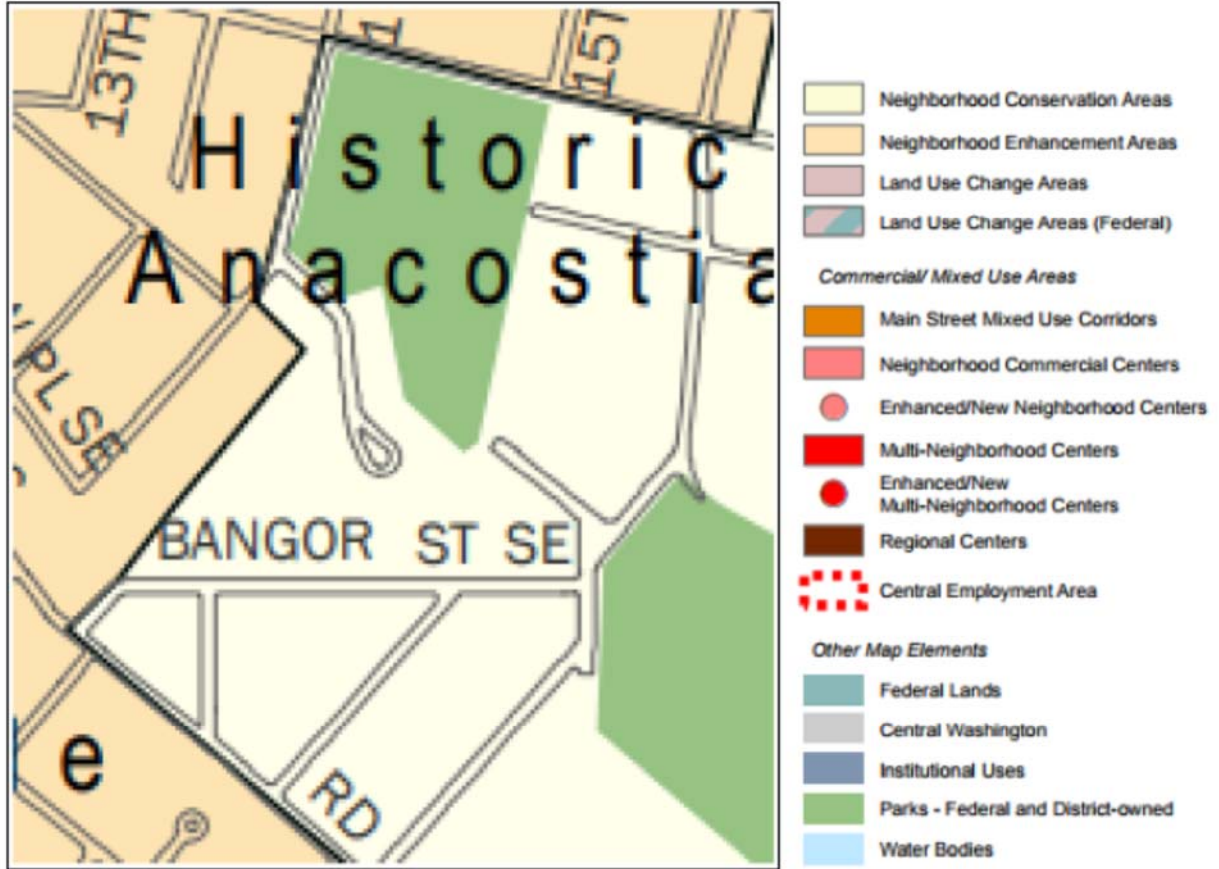 13TH
1
15T
Historic
Anacostia
N PL SE
BANGOR ST SE
e
RD
Neighborhood Conservation Areas
Neighborhood Enhancement Areas
Land Use Change Areas
Land Use Change Areas (Federal)
Commercial/ Mixed Use Areas
Main Street Mixed Use Corridors
Neighborhood Commercial Centers
Enhanced/New Neighborhood Centers
Multi-Neighborhood Centers
Enhanced/New
Multi-Neighborhood Centers
Regional Centers
Central Employment Area
Other Map Elements
Federal Lands
Central Washington
Institutional Uses
Parks - Federal and District-owned
Water Bodies